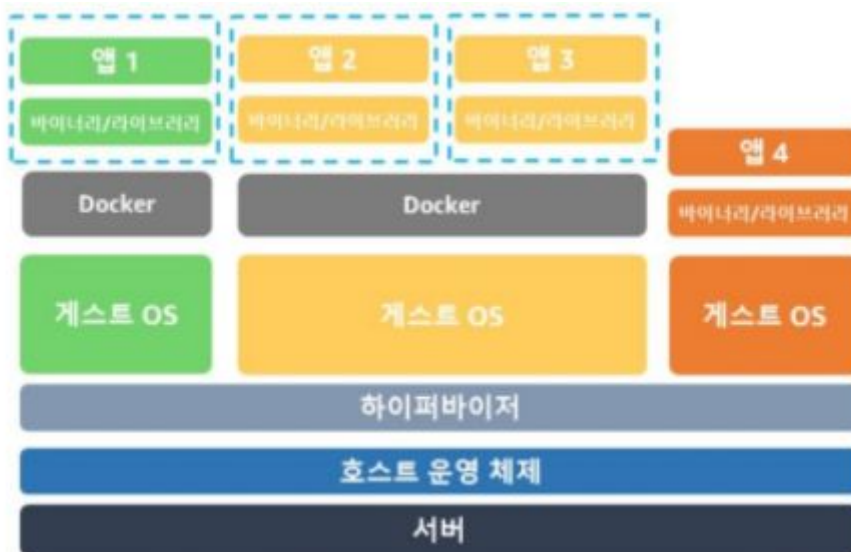 앱 1
앱 2
앱 3
바이너리/라이브러리
바이너리/라이브러리
바이너리/라이브러리
앱 4
Docker
Docker
바이너리/라이브러리
게스트 OS
게스트 OS
게스트 OS
하이퍼바이저
호스트 운영 체제
서버